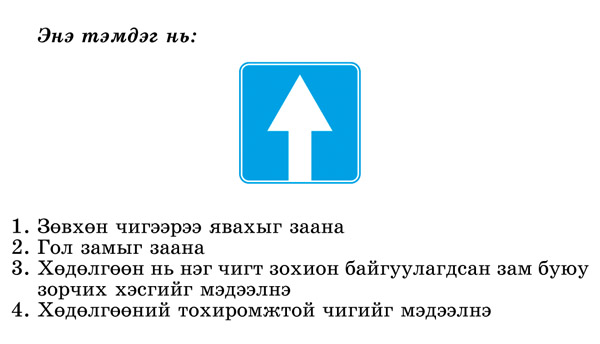 Энэ тэмдэг нь:
1. Зөвхөн чигээрээ явахыг заана
2. Гол замыг заана
3. Хөдөлгөөн нь нэг чигт зохион байгуулагдсан зам буюу
зорчих хэсгийг мэдээлнэ
4. Хөдөлгөөний тохиромжтой чигийг мэдээлнэ